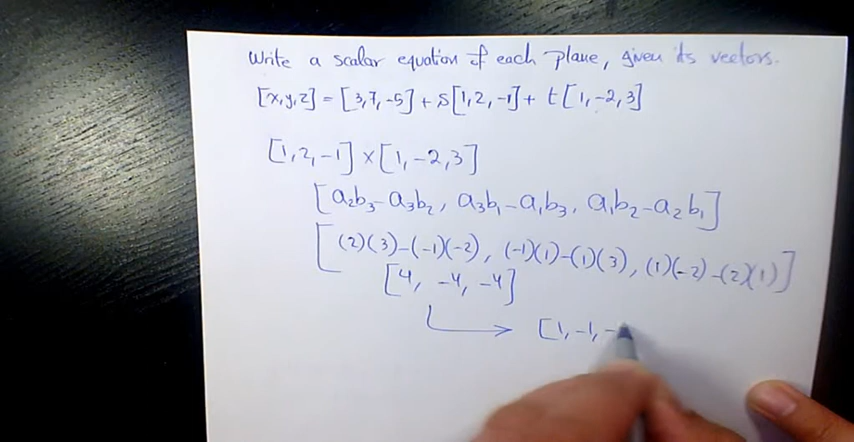 Write a scalar equation of each plane, given its vectors.
[x,y,z] = [3,7,-5] + s[1,2,-1] + t[1,-2,3]
[1,2,-1] × [1,-2,3]
[a₂b₃-a₃b₂, a₃b₁-a₁b₃, a₁b₂-a₂b₁]
[(2)(3)-(-1)(-2), (-1)(1)-(1)(3), (1)(-2)-(2)(1)]
[4, -4, -4]
[1,-1,-